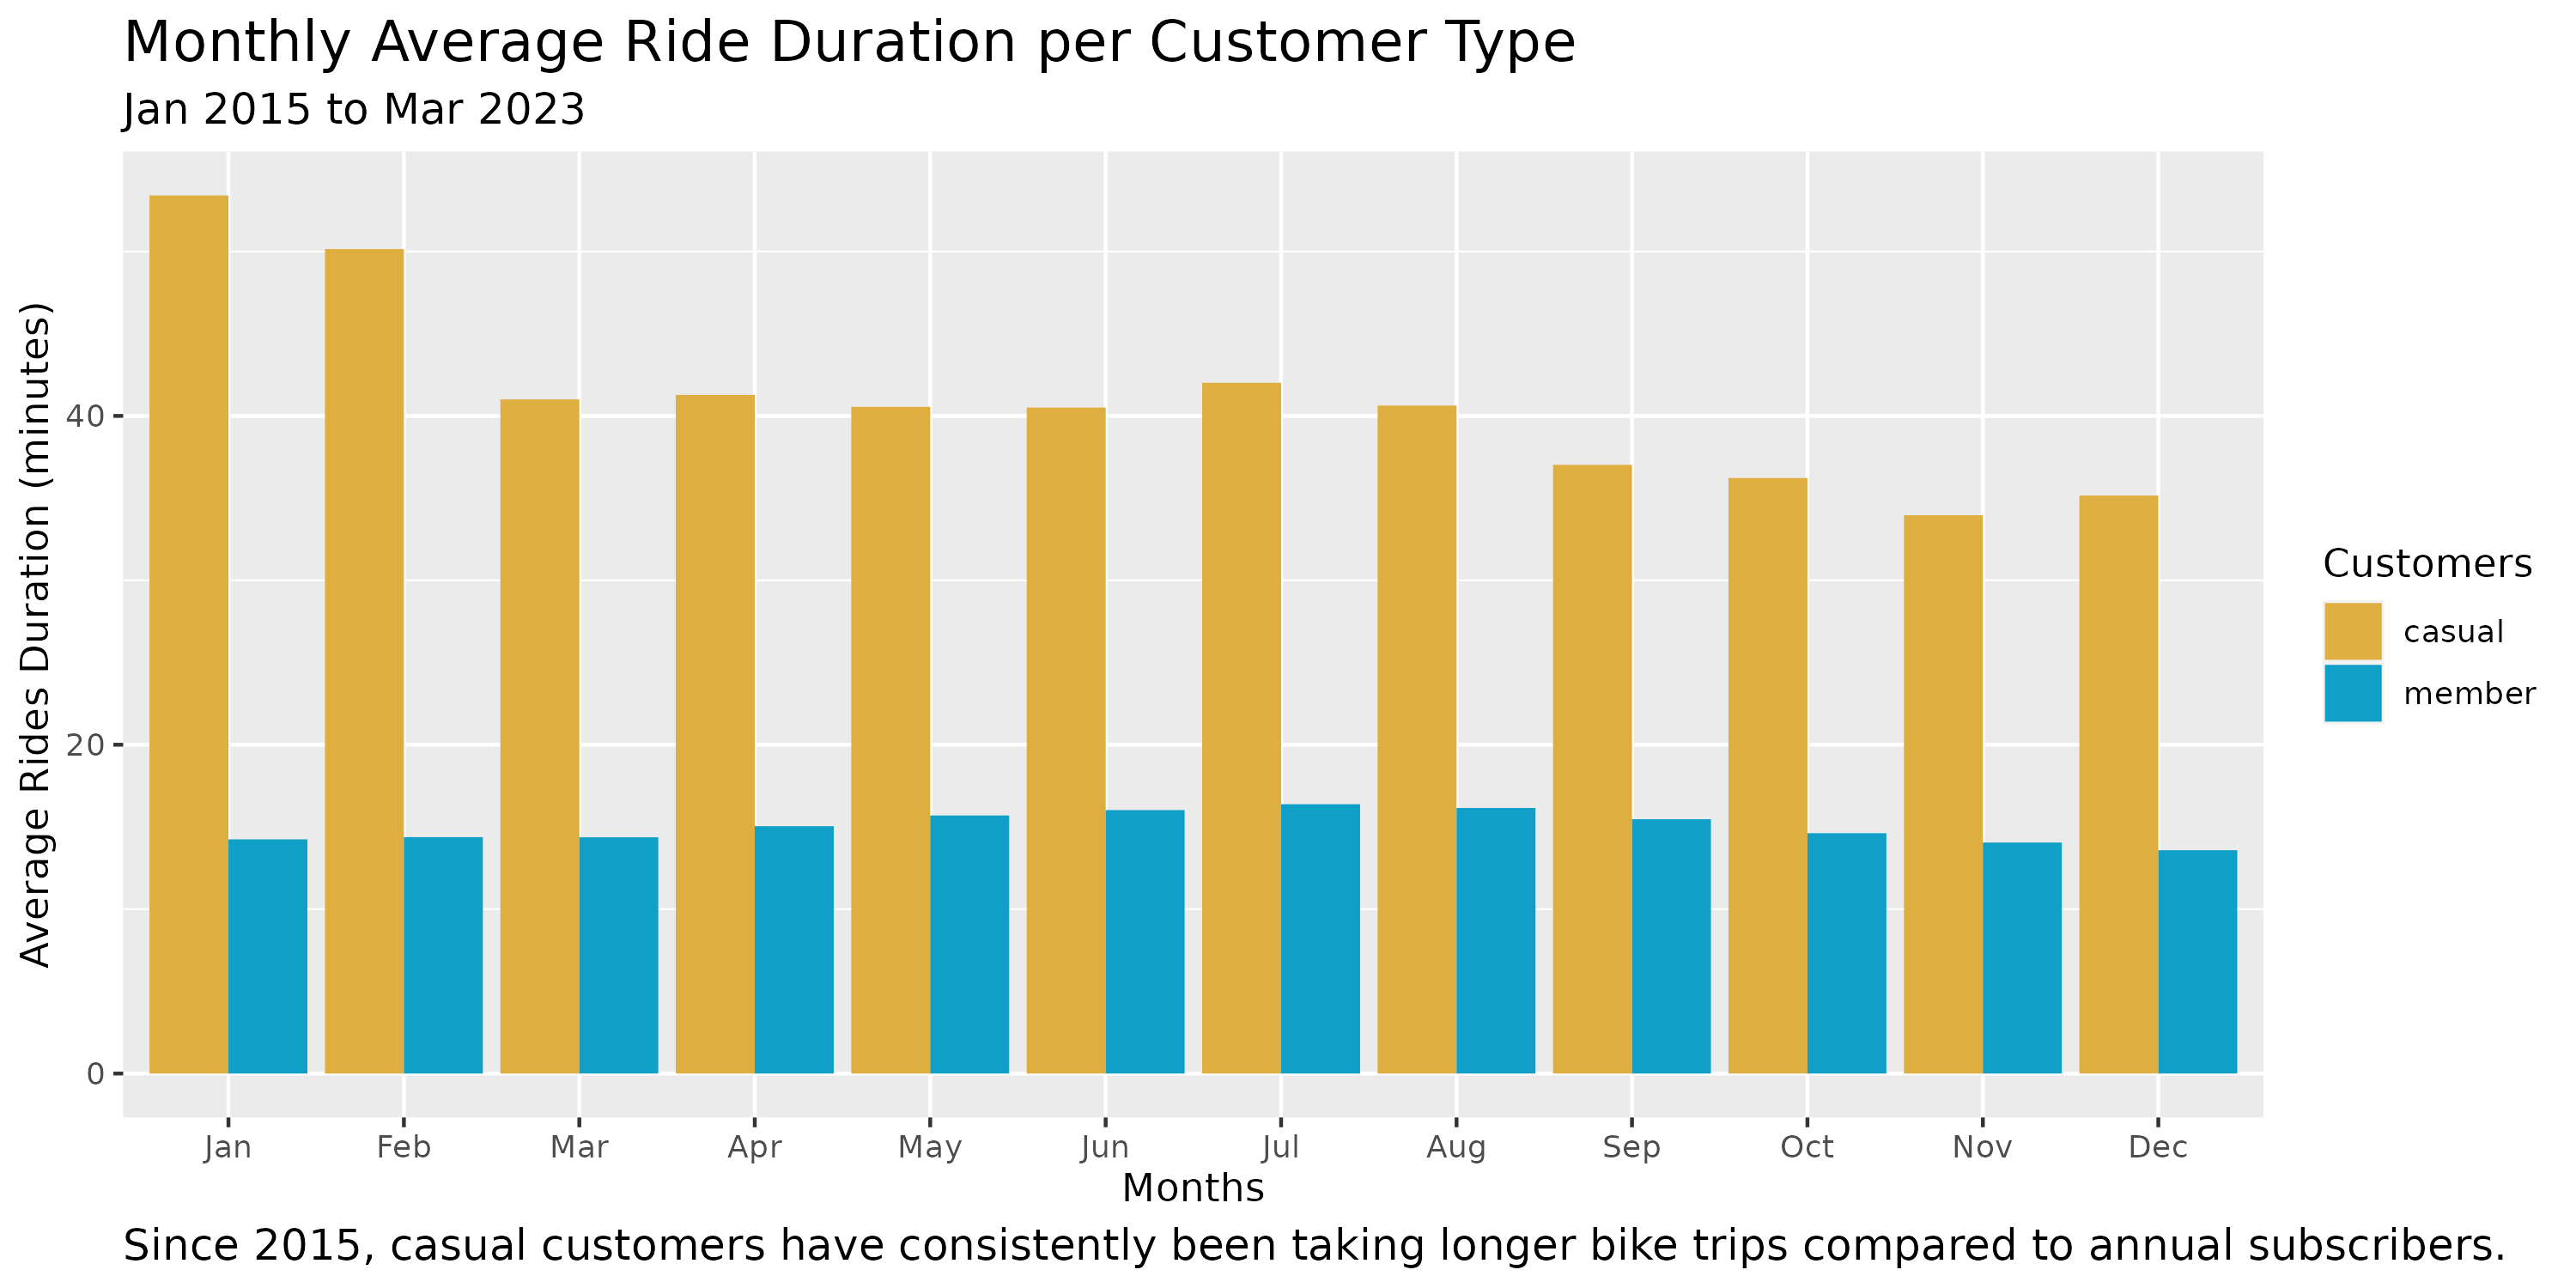 Monthly Average Ride Duration per Customer Type
Jan 2015 to Mar 2023
Average Rides Duration (minutes)
40
20
0
Jan Feb Mar Apr May Jun Jul Aug Sep Oct Nov Dec
Months
Customers
casual
member
Since 2015, casual customers have consistently been taking longer bike trips compared to annual subscribers.